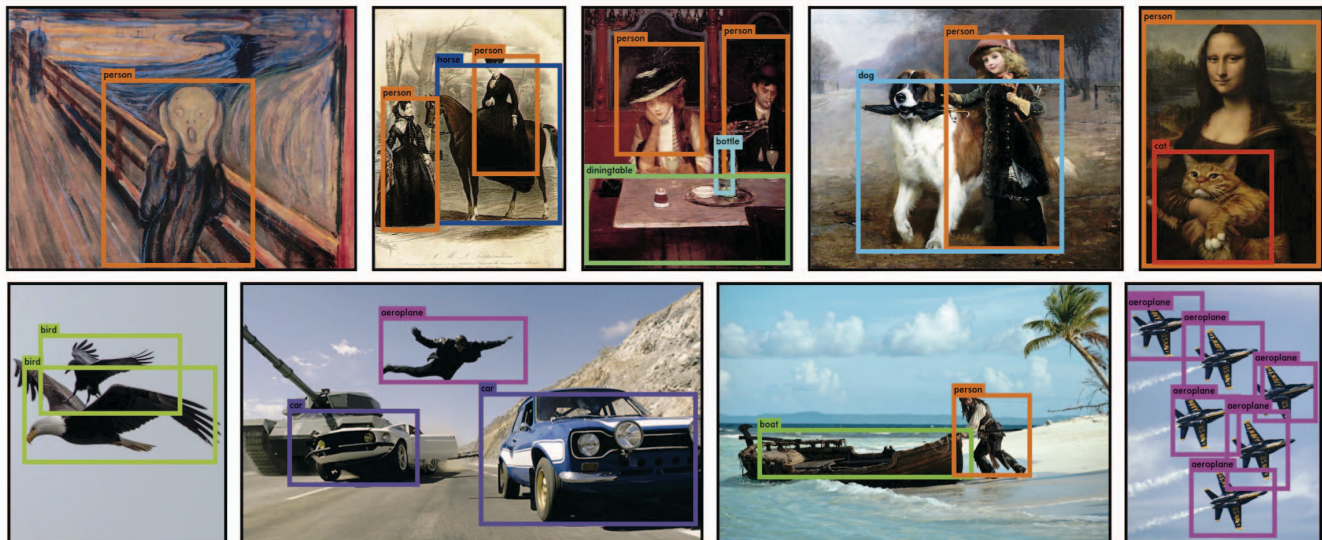 person
person
horse
person
person
person
bottle
diningtable
person
dog
person
cat
bird
bird
aeroplane
car
car
person
boat
aeroplane
aeroplane
aeroplane
aeroplane
aeroplane
aeroplane